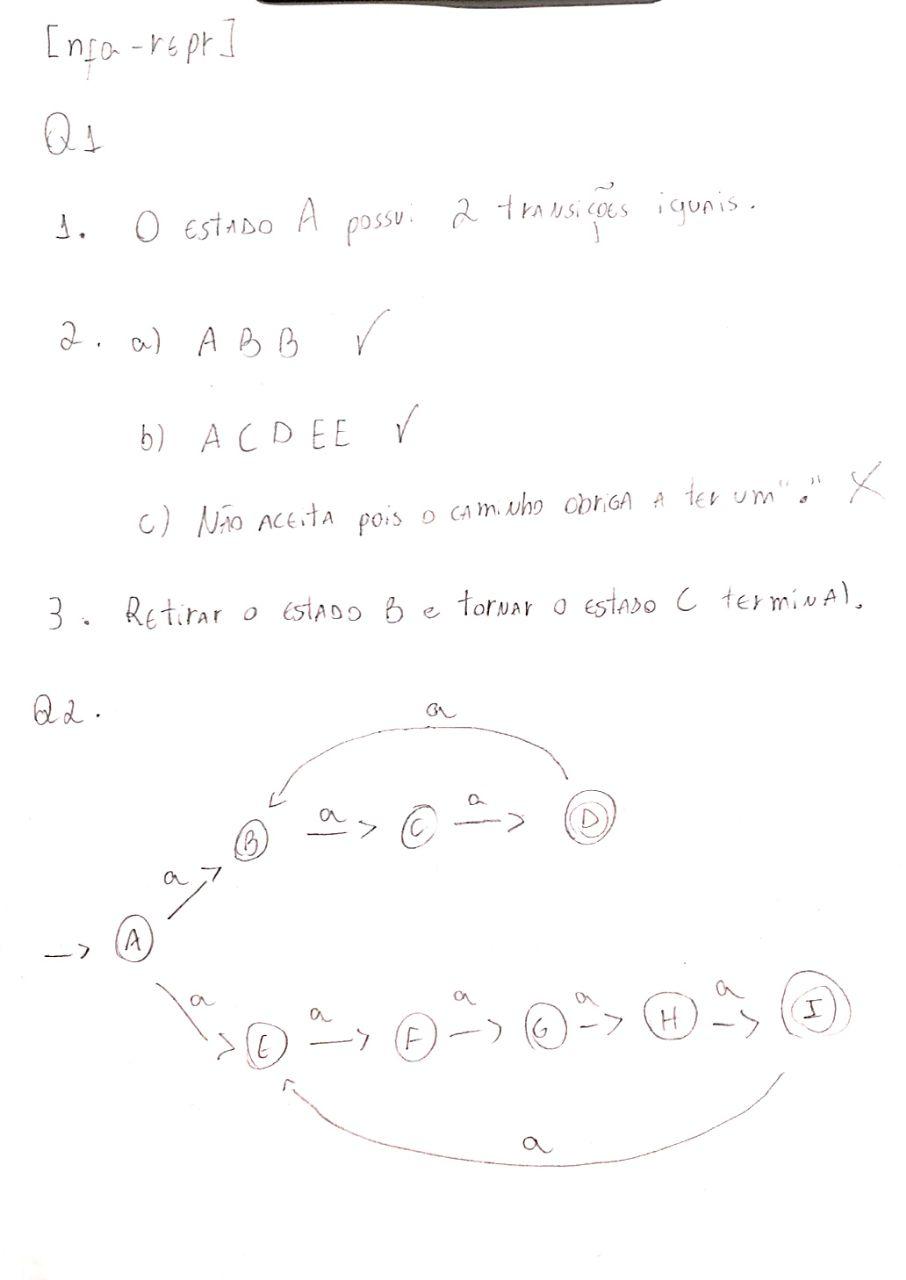 [nfa-repr]
Q1
1. O ESTADO A possui 2 transições iguais.
2. a) A B B ✓
b) A C D E E ✓
c) NÃO ACEITA pois o caminho obriga a ter um "." X
3. Retirar o estado B e tornar o estado C terminal.
Q2.
a
B a C a D
a
A
a a a a a
E F G H I
a